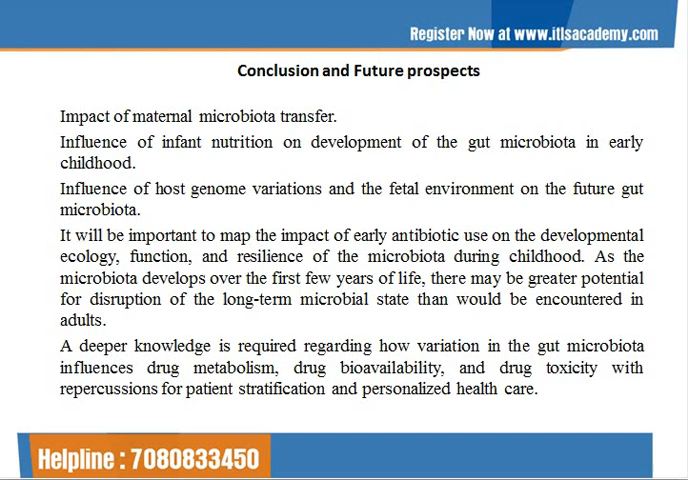 Register Now at www.itlsacademy.com
Conclusion and Future prospects
Impact of maternal microbiota transfer.
Influence of infant nutrition on development of the gut microbiota in early
childhood.
Influence of host genome variations and the fetal environment on the future gut
microbiota.
It will be important to map the impact of early antibiotic use on the developmental
ecology, function, and resilience of the microbiota during childhood. As the
microbiota develops over the first few years of life, there may be greater potential
for disruption of the long-term microbial state than would be encountered in
adults.
A deeper knowledge is required regarding how variation in the gut microbiota
influences drug metabolism, drug bioavailability, and drug toxicity with
repercussions for patient stratification and personalized health care.
Helpline : 7080833450